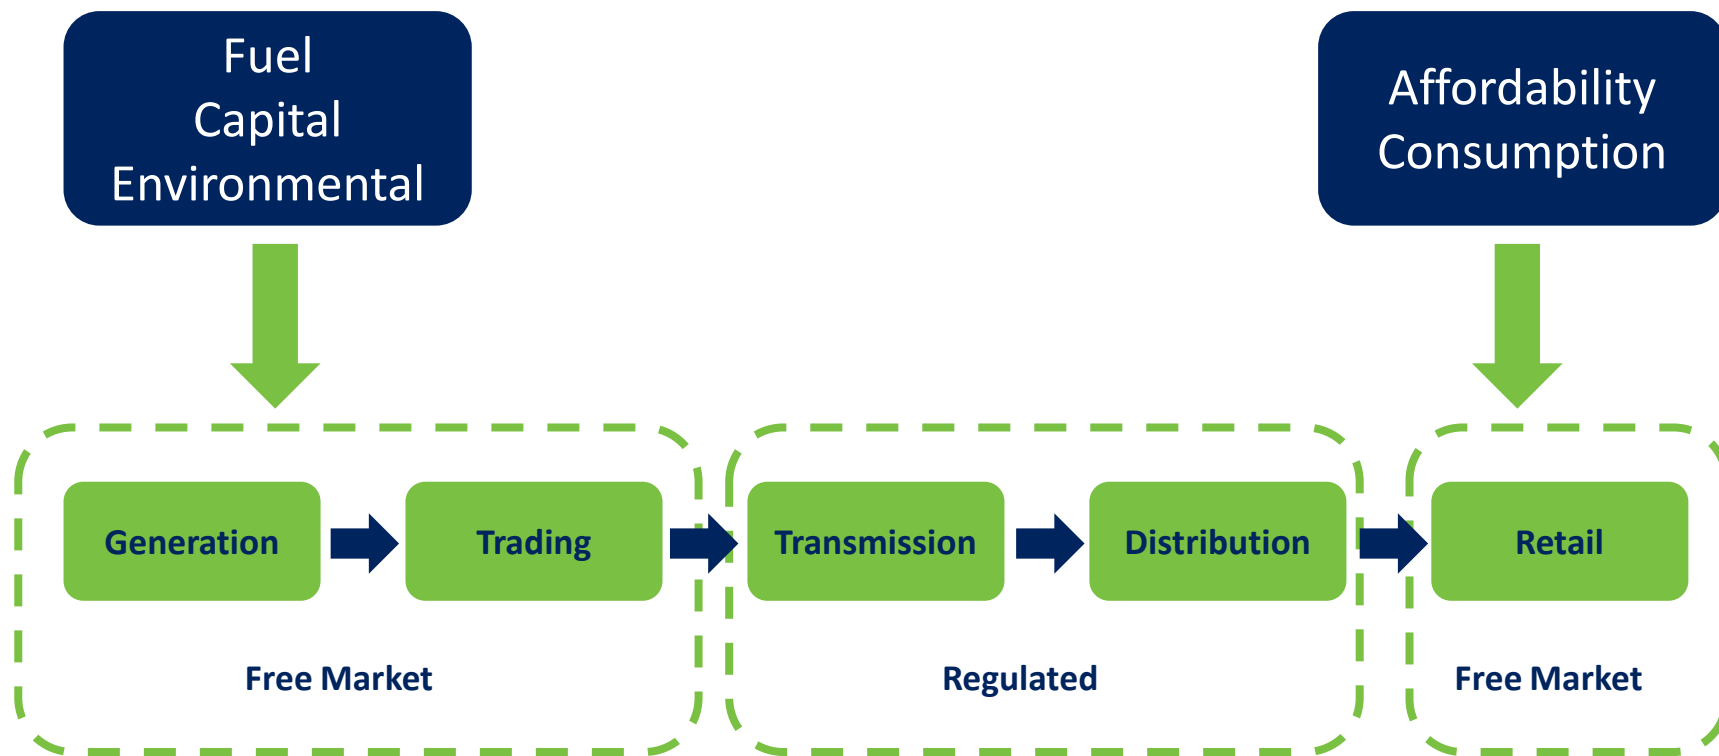 Fuel
Capital
Environmental
Affordability
Consumption
Generation
Trading
Transmission
Distribution
Retail
Free Market
Regulated
Free Market